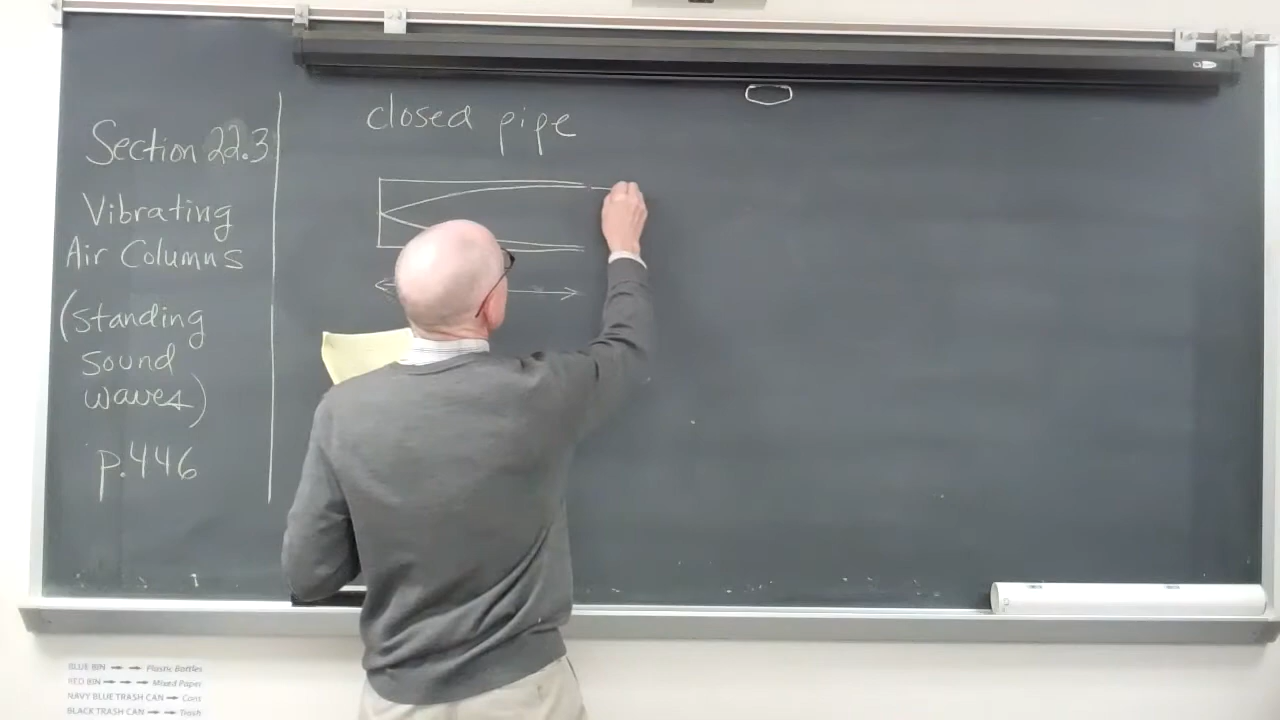 Section 22.3
Vibrating
Air Columns
(standing
sound
waves)
p.446
closed pipe
BLUE BIN → → Plastic Bottles
RED BIN → → → Mixed Paper
NAVY BLUE TRASH CAN → Cans
BLACK TRASH CAN → → Trash